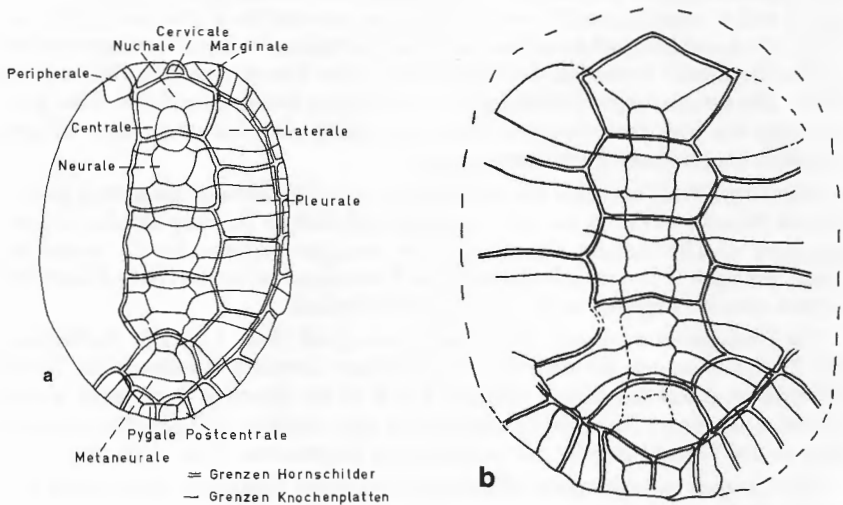 Cervicale
Nuchale
Marginale
Peripherale
Centrale
Laterale
Neurale
Pleurale
a
Pygale
Postcentrale
Metaneurale
Grenzen Hornschilder
Grenzen Knochenplatten
b